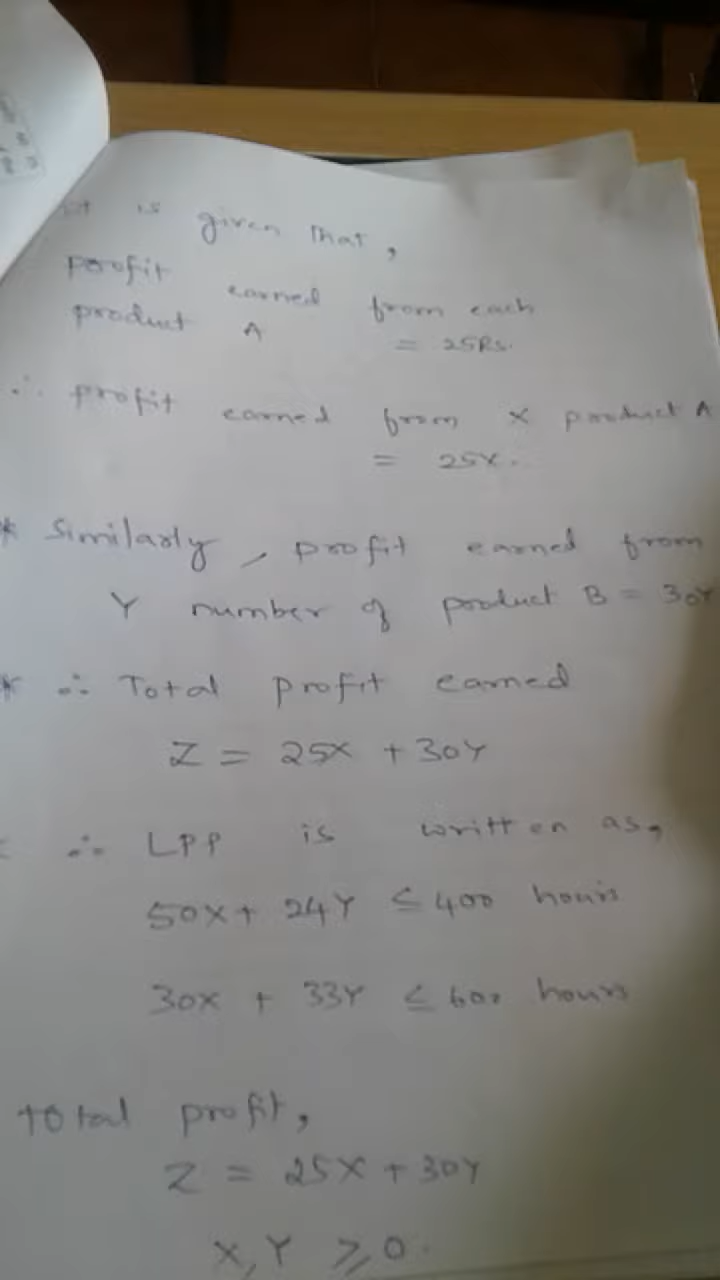 it is given that,
profit earned from each
product A = 25Rs.
∴ profit earned from x product A
= 25x.
* Similarly, profit earned from
Y number of product B = 30Y
* ∴ Total profit earned
Z = 25X + 30Y
∴ LPP is written as,
50X + 24Y ≤ 400 hours
30X + 33Y ≤ 600 hours
Total profit,
Z = 25X + 30Y
X, Y ≥ 0.